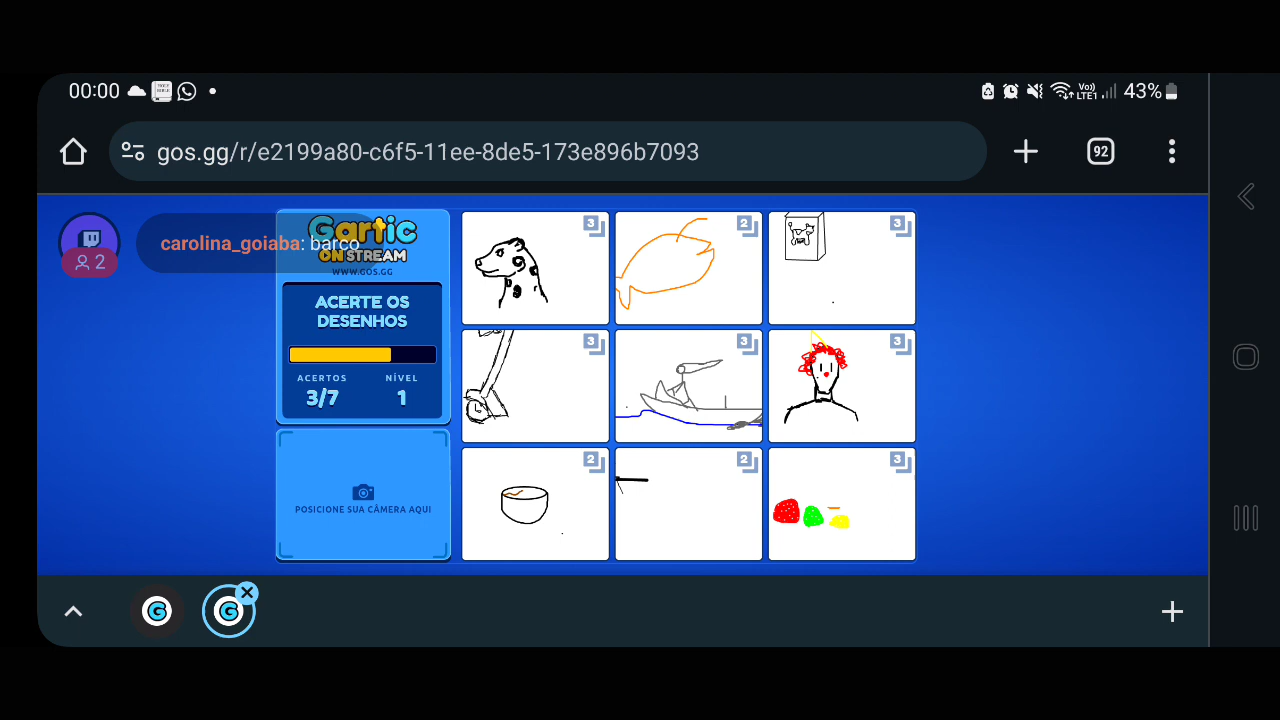 00:00
Vo))
LTE1
43%
gos.gg/r/e2199a80-c6f5-11ee-8de5-173e896b7093
92
2
carolina_goiaba: barco
Gartic
ON STREAM
WWW.GOS.GG
ACERTE OS
DESENHOS
ACERTOS NÍVEL
3/7 1
POSICIONE SUA CÂMERA AQUI
3 2 3
3 3 3
2 2 3
G G